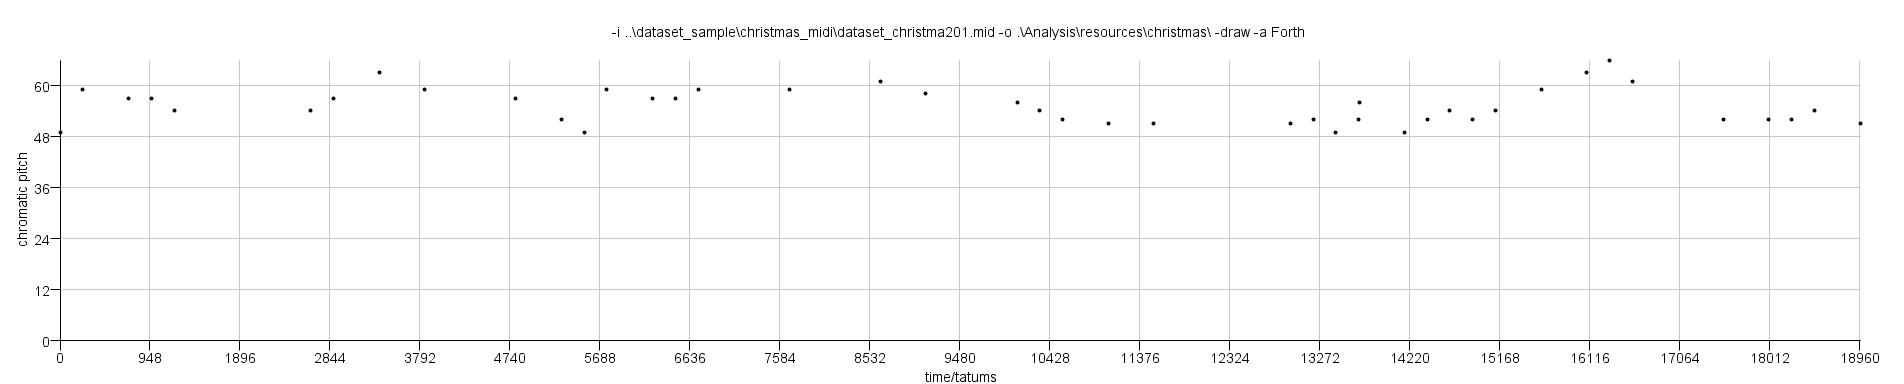 -i ..\dataset_sample\christmas_midi\dataset_christma201.mid -o .\Analysis\resources\christmas\ -draw -a Forth
60
48
36
24
12
0
chromatic pitch
0 948 1896 2844 3792 4740 5688 6636 7584 8532 9480 10428 11376 12324 13272 14220 15168 16116 17064 18012 18960
time/tatums